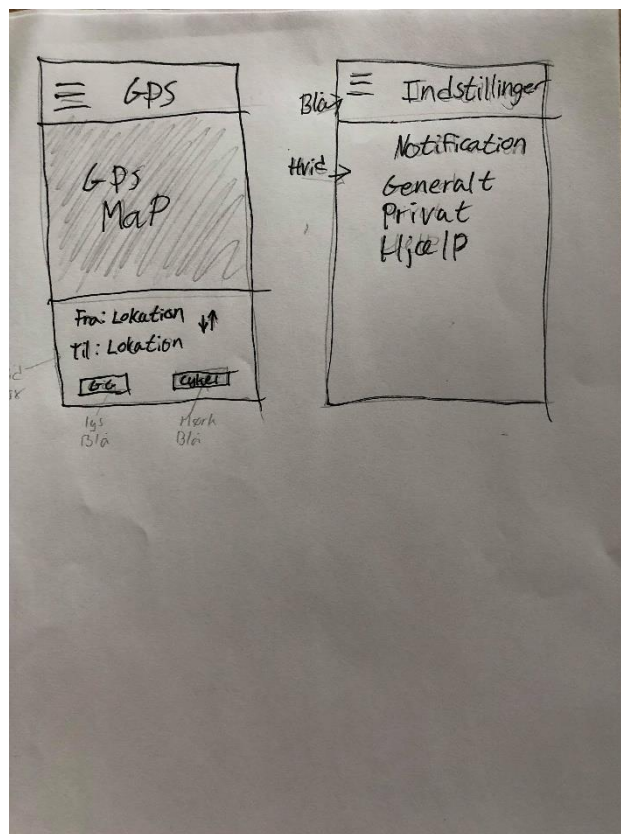 GPS
GPS
MaP
Fra: Lokation
Til: Lokation
Cykel
lys
Blå
Mørk
Blå
Indstillinger
Blå
Hvid
Notification
Generalt
Privat
Hjælp